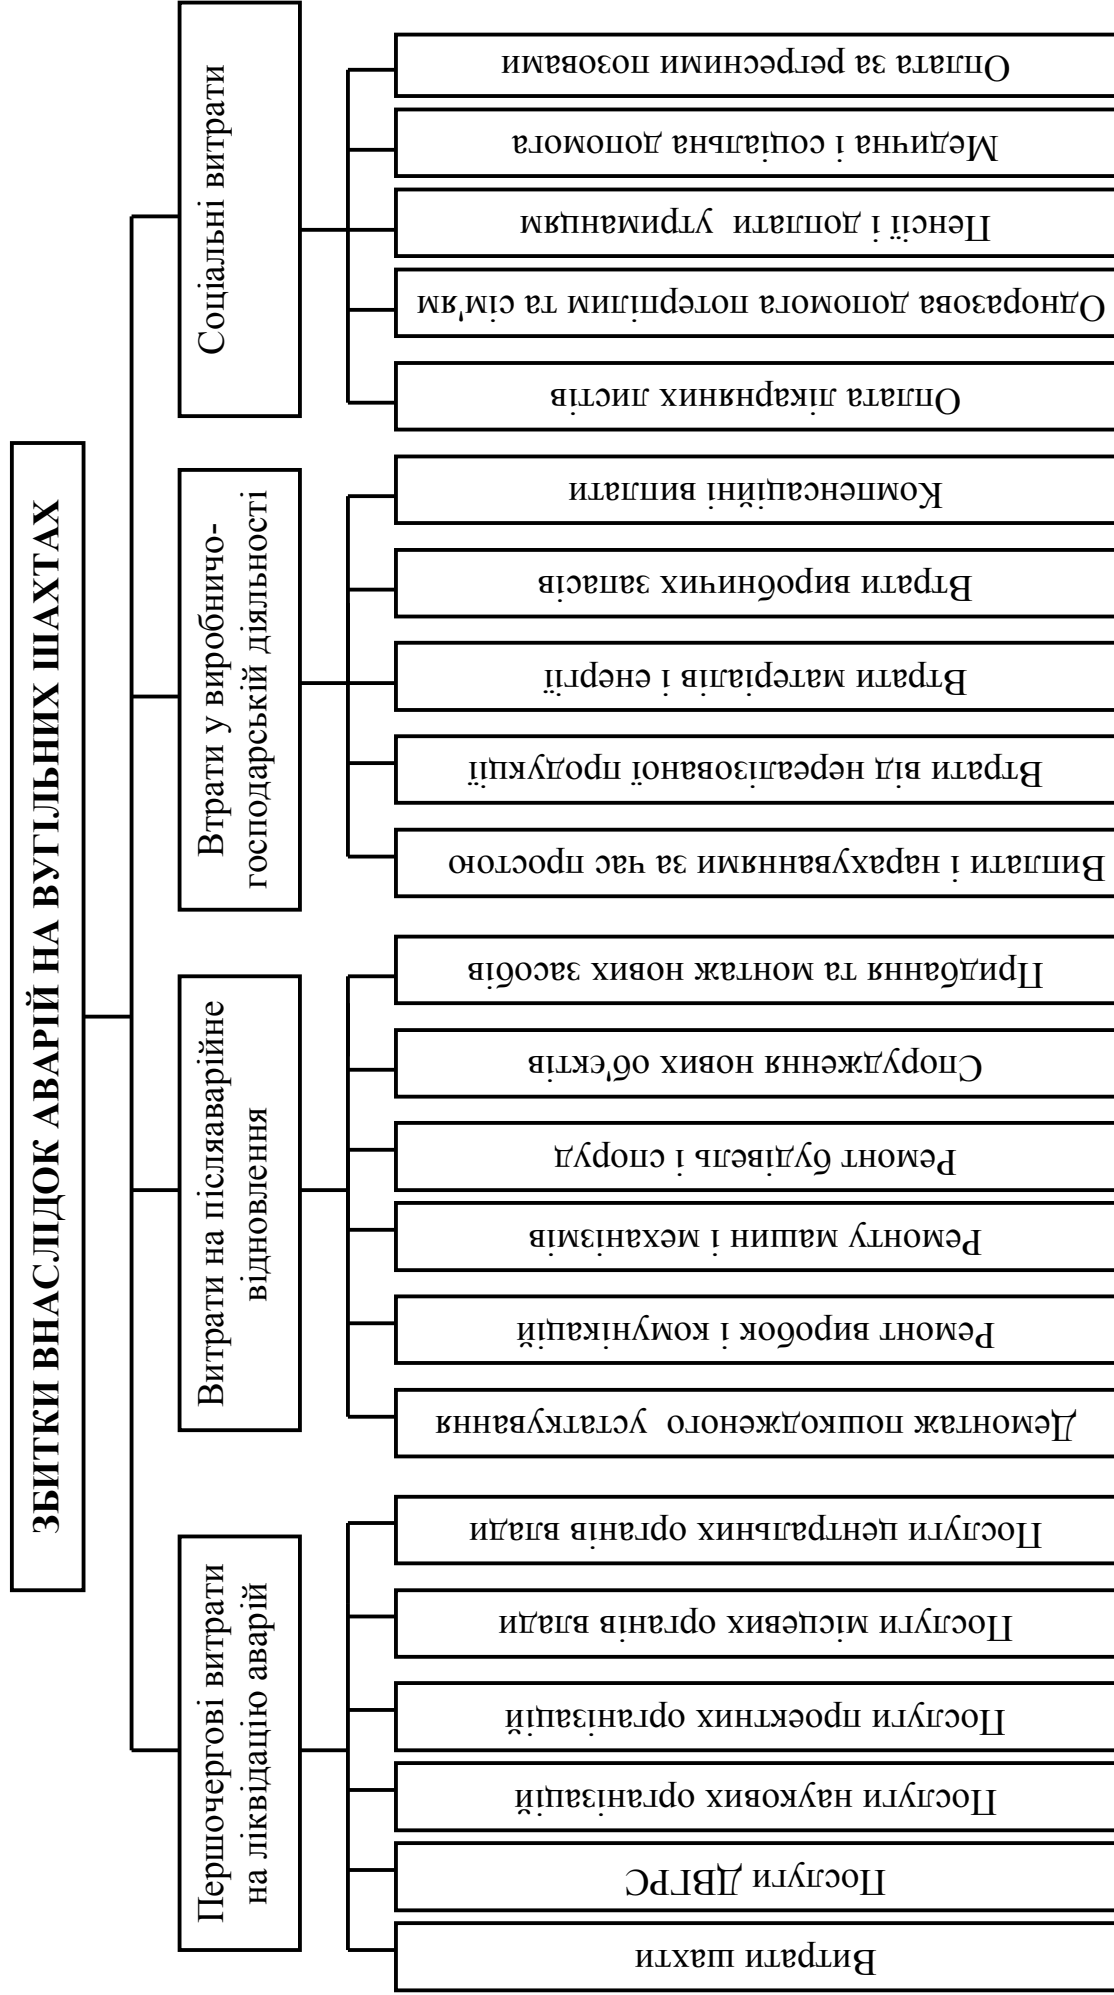 ЗБИТКИ ВНАСЛІДОК АВАРІЙ НА ВУГІЛЬНИХ ШАХТАХ
Першочергові витрати
на ліквідацію аварій
Витрати на післяаварійне
відновлення
Втрати у виробничо-
господарській діяльності
Соціальні витрати
Витрати шахти
Послуги ДВГРС
Послуги наукових організацій
Послуги проектних організацій
Послуги місцевих органів влади
Послуги центральних органів влади
Демонтаж пошкодженого устаткування
Ремонт виробок і комунікацій
Ремонту машин і механізмів
Ремонт будівель і споруд
Спорудження нових об'єктів
Придбання та монтаж нових засобів
Виплати і нарахуваннями за час простою
Втрати від нереалізованої продукції
Втрати матеріалів і енергії
Втрати виробничих запасів
Компенсаційні виплати
Оплата лікарняних листів
Одноразова допомога потерпілим та сім'ям
Пенсії і доплати утриманцям
Медична і соціальна допомога
Оплата за регресними позовами